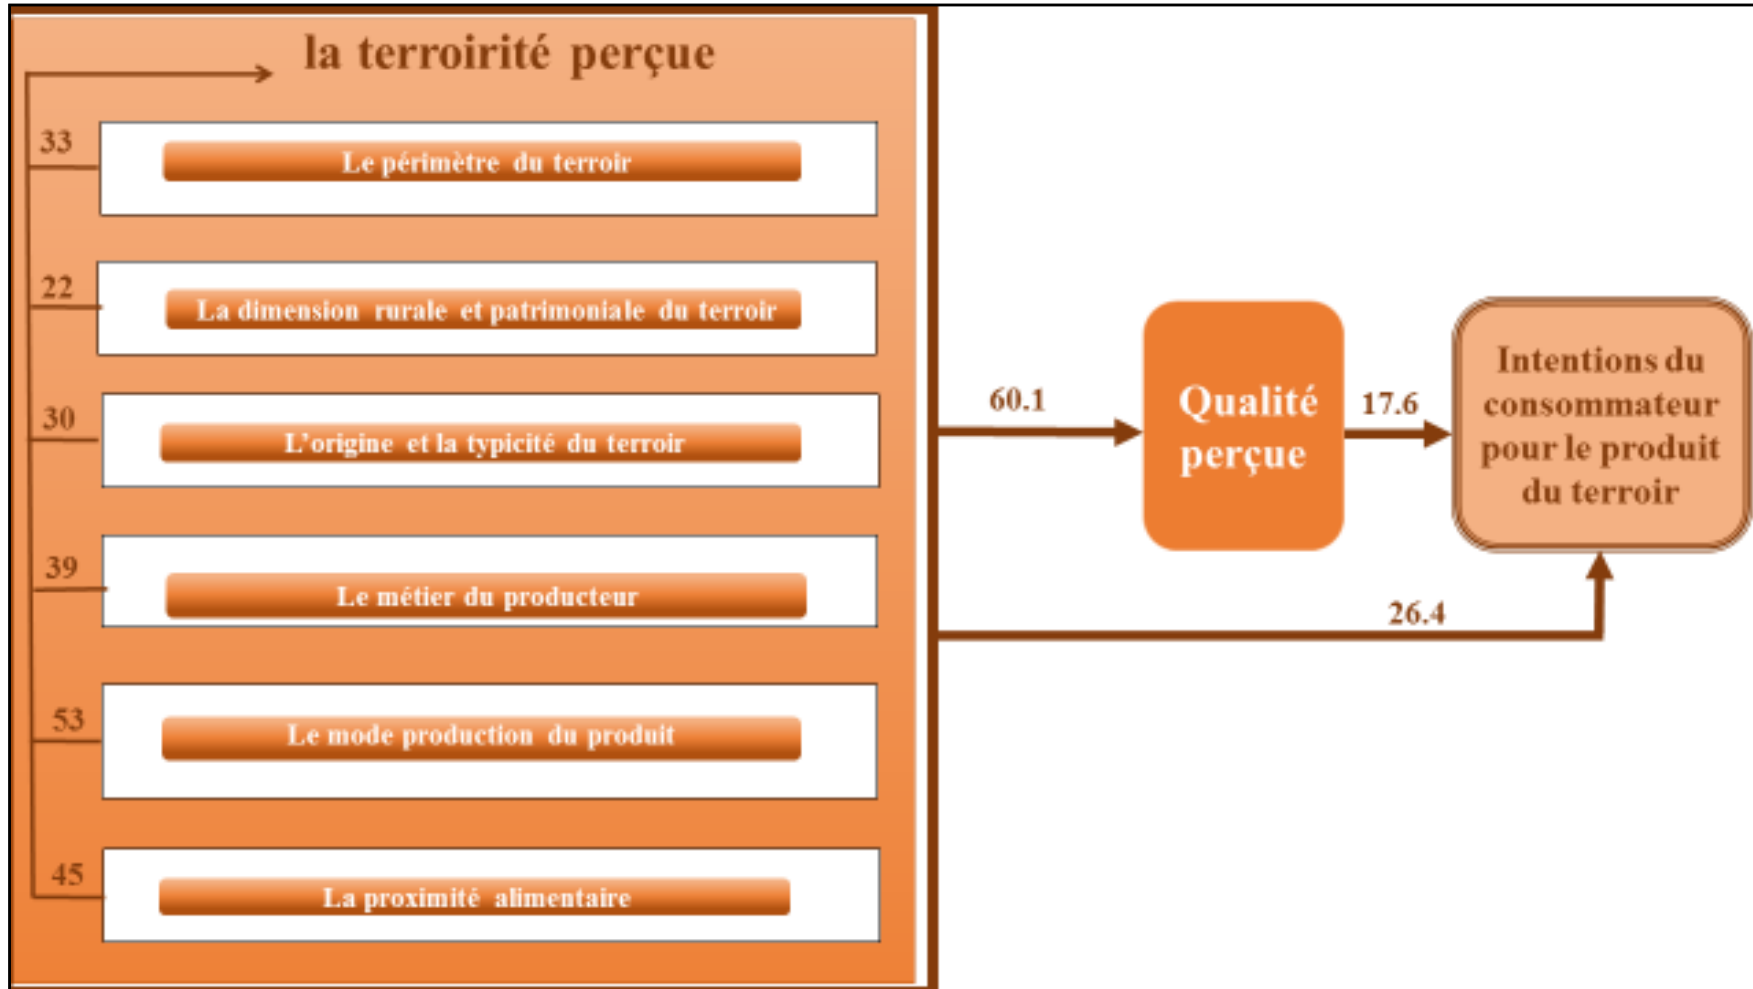 la terroirité perçue
33
Le périmètre du terroir
22
La dimension rurale et patrimoniale du terroir
30
L’origine et la typicité du terroir
39
Le métier du producteur
53
Le mode production du produit
45
La proximité alimentaire
60.1
Qualité
perçue
17.6
Intentions du
consommateur
pour le produit
du terroir
26.4